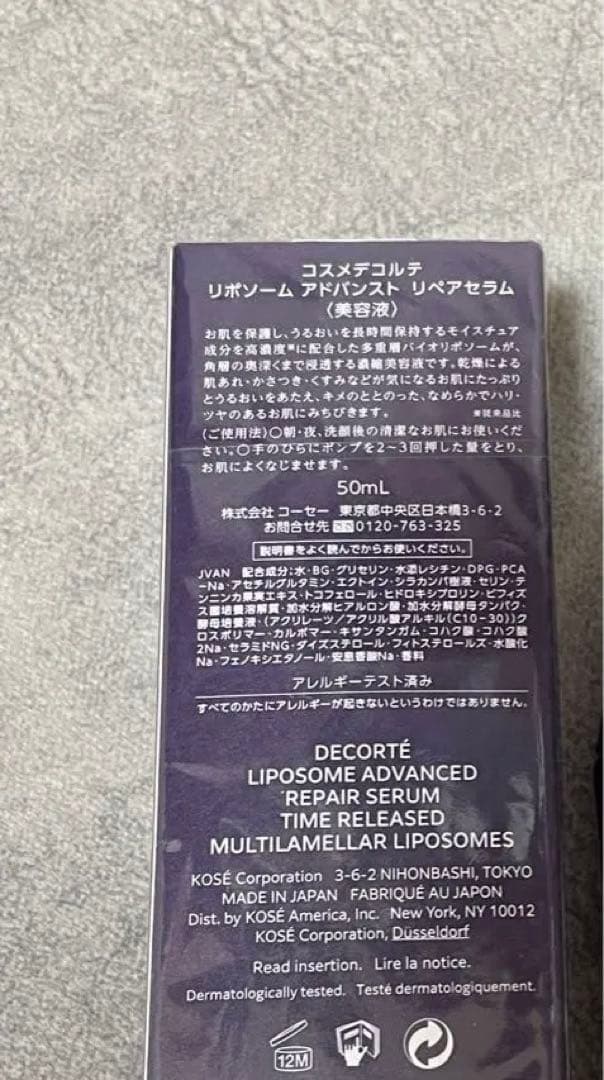 コスメデコルテ
リポソーム アドバンスト リペアセラム
〈美容液〉
お肌を保護し、うるおいを長時間保持するモイスチュア
成分を高濃度※に配合した多重層バイオリポソームが、
角層の奥深くまで浸透する濃縮美容液です。乾燥による
肌あれ・かさつき・くすみなどが気になるお肌にたっぷり
とうるおいをあたえ、キメのととのった、なめらかでハリ・
ツヤのあるお肌にみちびきます。 ※従来品比
〈ご使用法〉○朝・夜、洗顔後の清潔なお肌にお使いくだ
さい。○手のひらにポンプを2～3回押した量をとり、
お肌によくなじませます。
50mL
株式会社 コーセー 東京都中央区日本橋3-6-2
お問合せ先 0120-763-325
説明書をよく読んでからお使いください。
JVAN 配合成分:水・BG・グリセリン・水添レシチン・DPG・PCA
-Na・アセチルグルタミン・エクトイン・シラカンバ樹液・セリン・テ
ンニンカ果実エキス・トコフェロール・ヒドロキシプロリン・ビフィズ
ス菌培養溶解質・加水分解ヒアルロン酸・加水分解酵母タンパク・
酵母培養液・(アクリレーツ/アクリル酸アルキル(C10-30))ク
ロスポリマー・カルボマー・キサンタンガム・コハク酸・コハク酸
2Na・セラミドNG・ダイズステロール・フィトステロールズ・水酸化
Na・フェノキシエタノール・安息香酸Na・香料
アレルギーテスト済み
すべてのかたにアレルギーが起きないというわけではありません。
DECORTÉ
LIPOSOME ADVANCED
REPAIR SERUM
TIME RELEASED
MULTILAMELLAR LIPOSOMES
KOSÉ Corporation 3-6-2 NIHONBASHI, TOKYO
MADE IN JAPAN FABRIQUÉ AU JAPON
Dist. by KOSÉ America, Inc. New York, NY 10012
KOSÉ Corporation, Düsseldorf
Read insertion. Lire la notice.
Dermatologically tested. Testé dermatologiquement.
12M